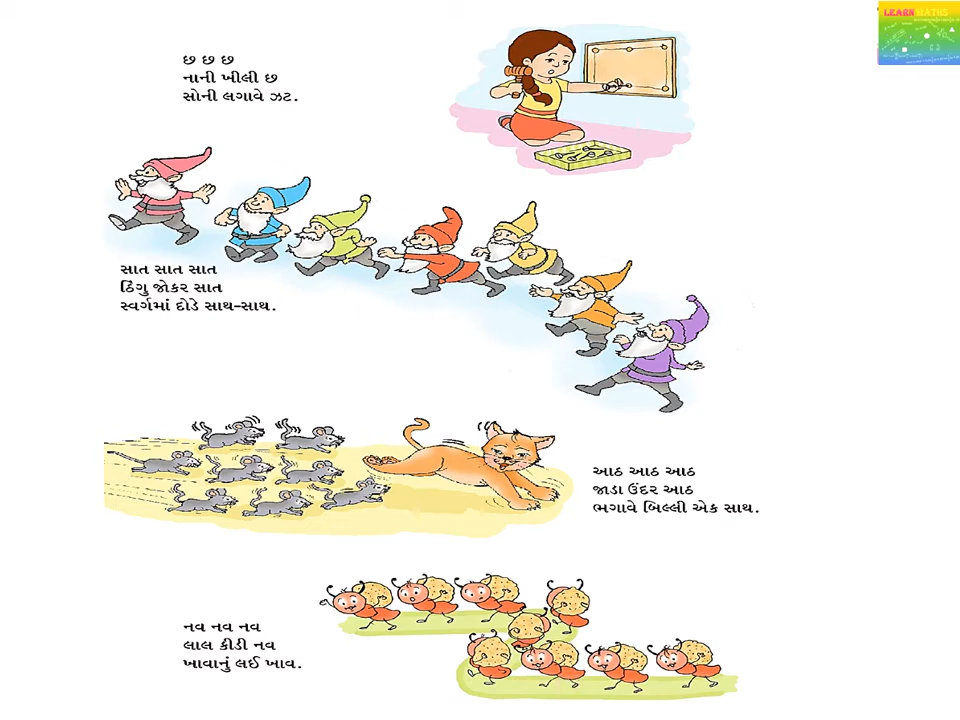 LEARN MATHS
છ છ છ
નાની ખીલી છ
સોની લગાવે ઝટ.
સાત સાત સાત
ઠિંગુ જોકર સાત
સ્વર્ગમાં દોડે સાથ-સાથ.
આઠ આઠ આઠ
જાડા ઉંદર આઠ
ભગાવે બિલ્લી એક સાથ.
નવ નવ નવ
લાલ કીડી નવ
ખાવાનું લઈ ખાવ.